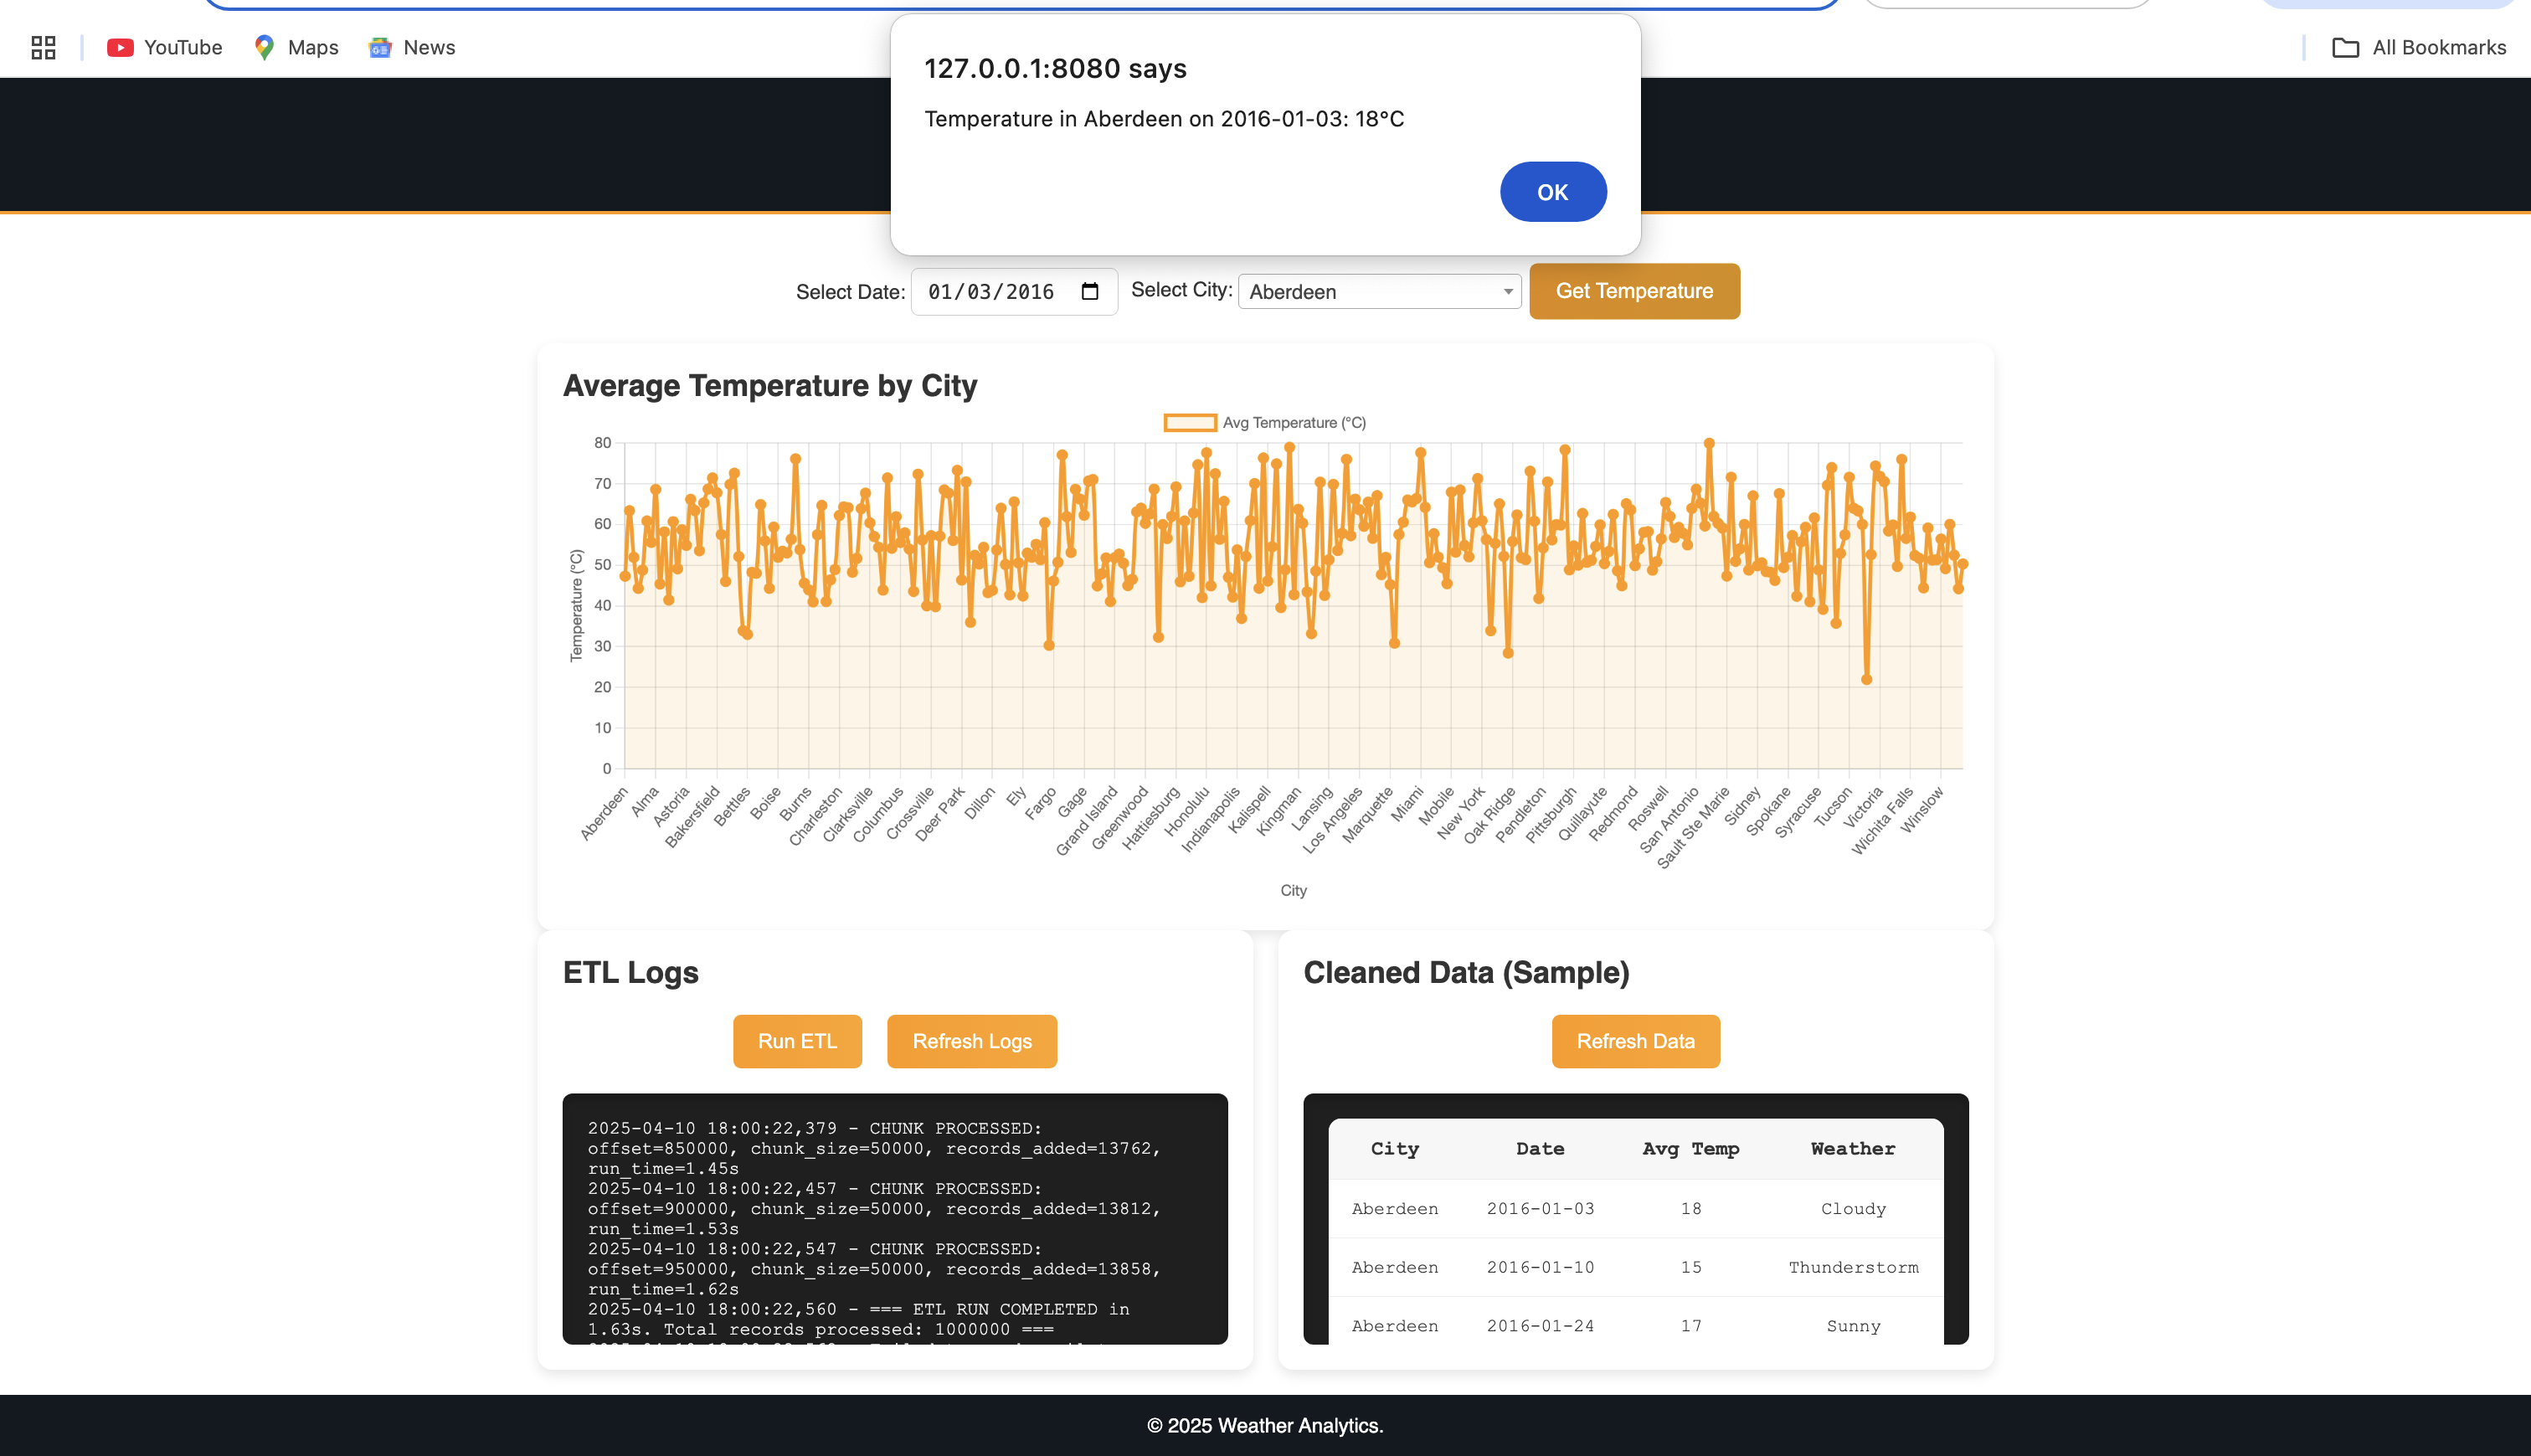 YouTube
Maps
News
All Bookmarks
127.0.0.1:8080 says
Temperature in Aberdeen on 2016-01-03: 18°C
OK
Select Date: 01/03/2016 Select City: Aberdeen Get Temperature
Average Temperature by City
Avg Temperature (°C)
80
70
60
50
40
30
20
10
0
Temperature (°C)
Aberdeen
Alma
Astoria
Bakersfield
Bettles
Boise
Burns
Charleston
Clarksville
Columbus
Crossville
Deer Park
Dillon
Ely
Fargo
Gage
Grand Island
Greenwood
Hattiesburg
Honolulu
Indianapolis
Kalispell
Kingman
Lansing
Los Angeles
Marquette
Miami
Mobile
New York
Oak Ridge
Pendleton
Pittsburgh
Quillayute
Redmond
Roswell
San Antonio
Sault Ste Marie
Sidney
Spokane
Syracuse
Tucson
Victoria
Wichita Falls
Winslow
City
ETL Logs
Run ETL Refresh Logs
2025-04-10 18:00:22,379 - CHUNK PROCESSED:
offset=850000, chunk_size=50000, records_added=13762,
run_time=1.45s
2025-04-10 18:00:22,457 - CHUNK PROCESSED:
offset=900000, chunk_size=50000, records_added=13812,
run_time=1.53s
2025-04-10 18:00:22,547 - CHUNK PROCESSED:
offset=950000, chunk_size=50000, records_added=13858,
run_time=1.62s
2025-04-10 18:00:22,560 - === ETL RUN COMPLETED in
1.63s. Total records processed: 1000000 ===
Cleaned Data (Sample)
Refresh Data
City Date Avg Temp Weather
Aberdeen 2016-01-03 18 Cloudy
Aberdeen 2016-01-10 15 Thunderstorm
Aberdeen 2016-01-24 17 Sunny
© 2025 Weather Analytics.